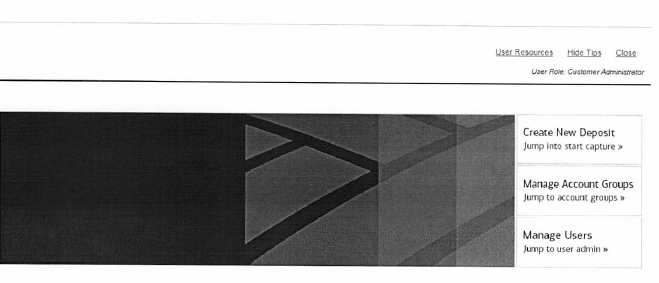 User Resources Hide Tips Close
User Role: Customer Administrator
Create New Deposit
Jump into start capture »
Manage Account Groups
Jump to account groups »
Manage Users
Jump to user admin »